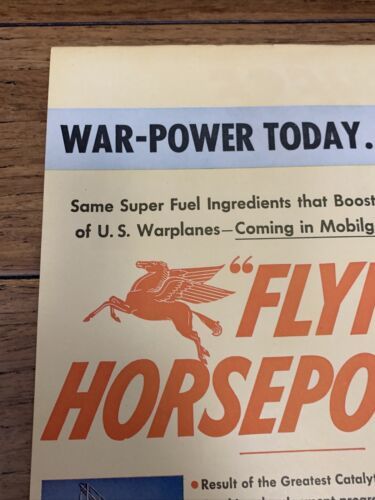 WAR-POWER TODAY.
Same Super Fuel Ingredients that Boost
of U. S. Warplanes—Coming in Mobilg
"FLY
HORSEPO
Result of the Greatest Catalyt